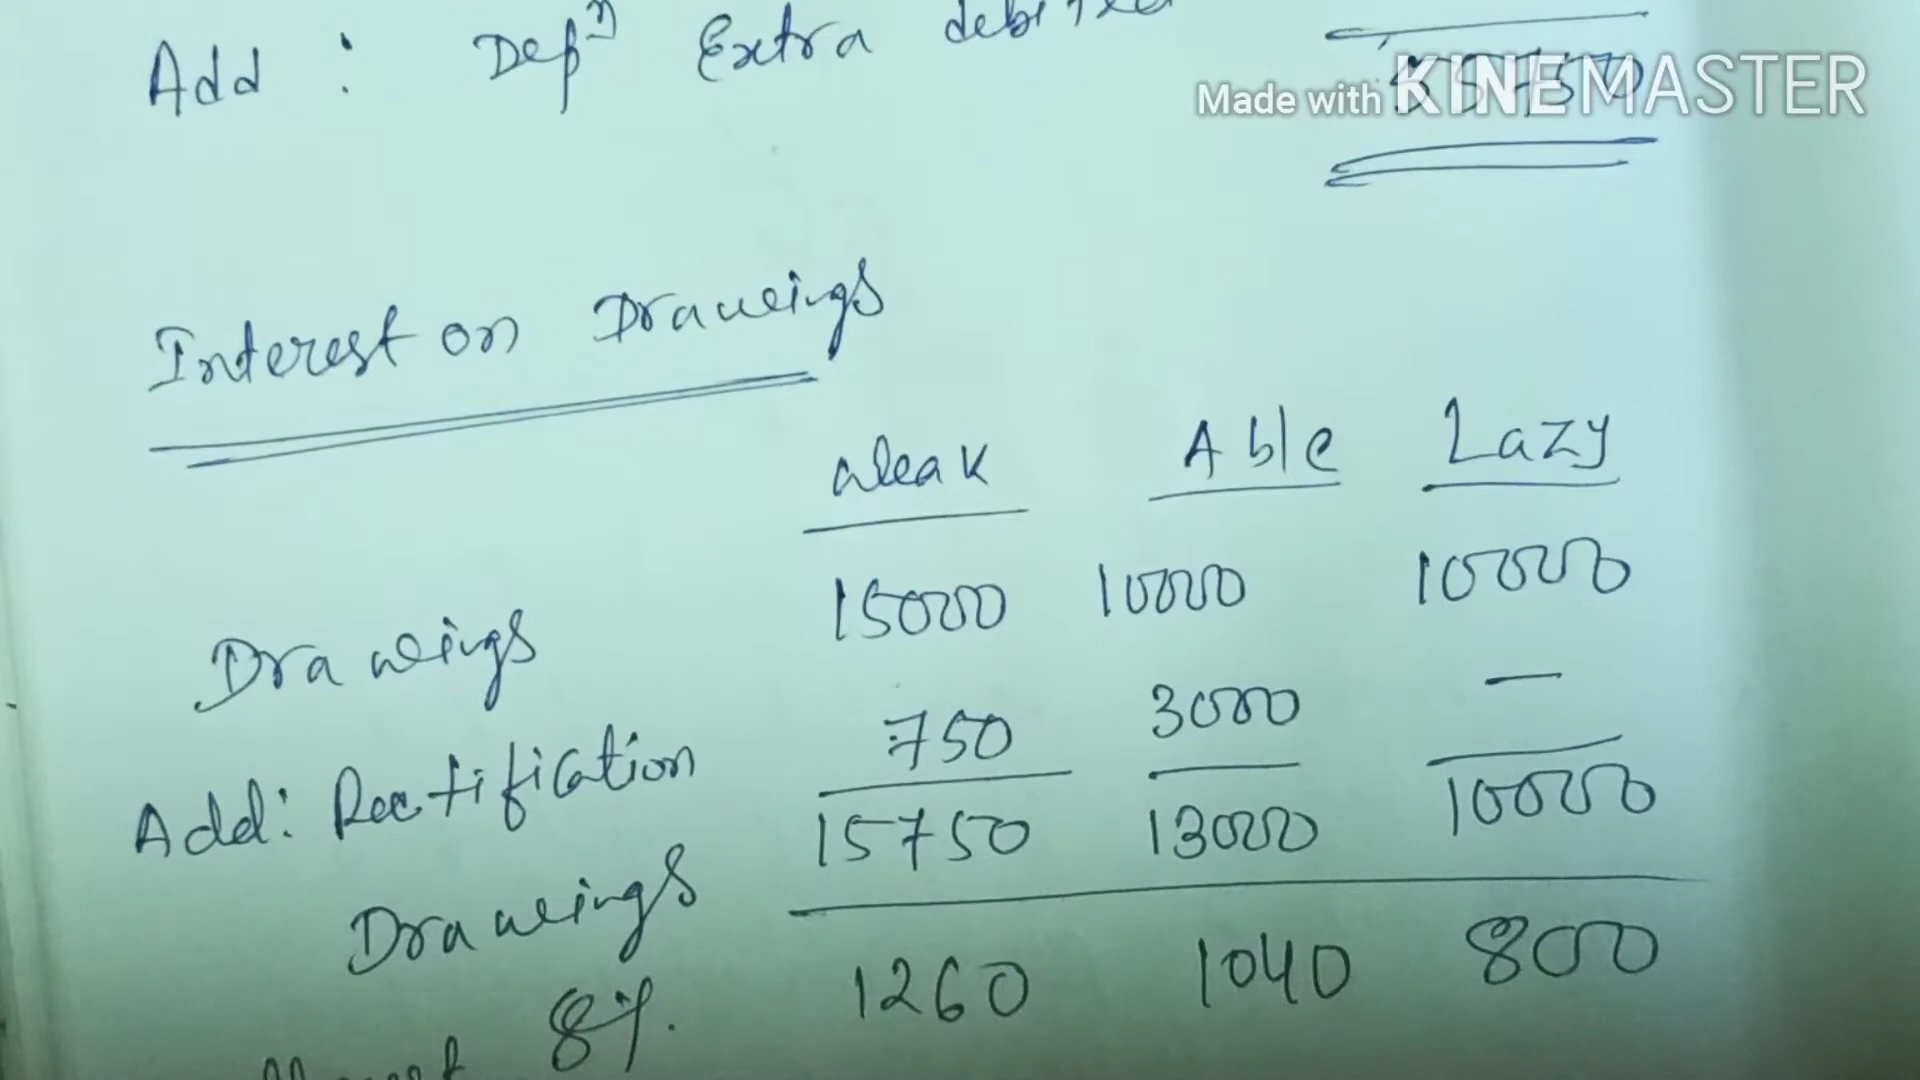 Add : Depn Extra debited
Made with KINEMASTER
Interest on Drawings
Weak Able Lazy
Drawings 15000 10000 10000
Add: Rectification 750 3000 —
15750 13000 10000
Drawings
8%. 1260 1040 800